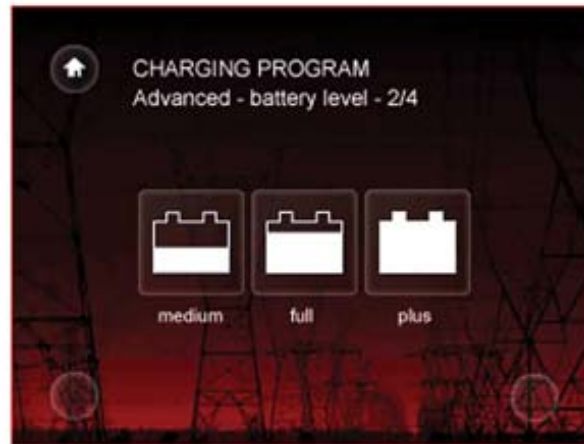 CHARGING PROGRAM
Advanced - battery level - 2/4
medium
full
plus